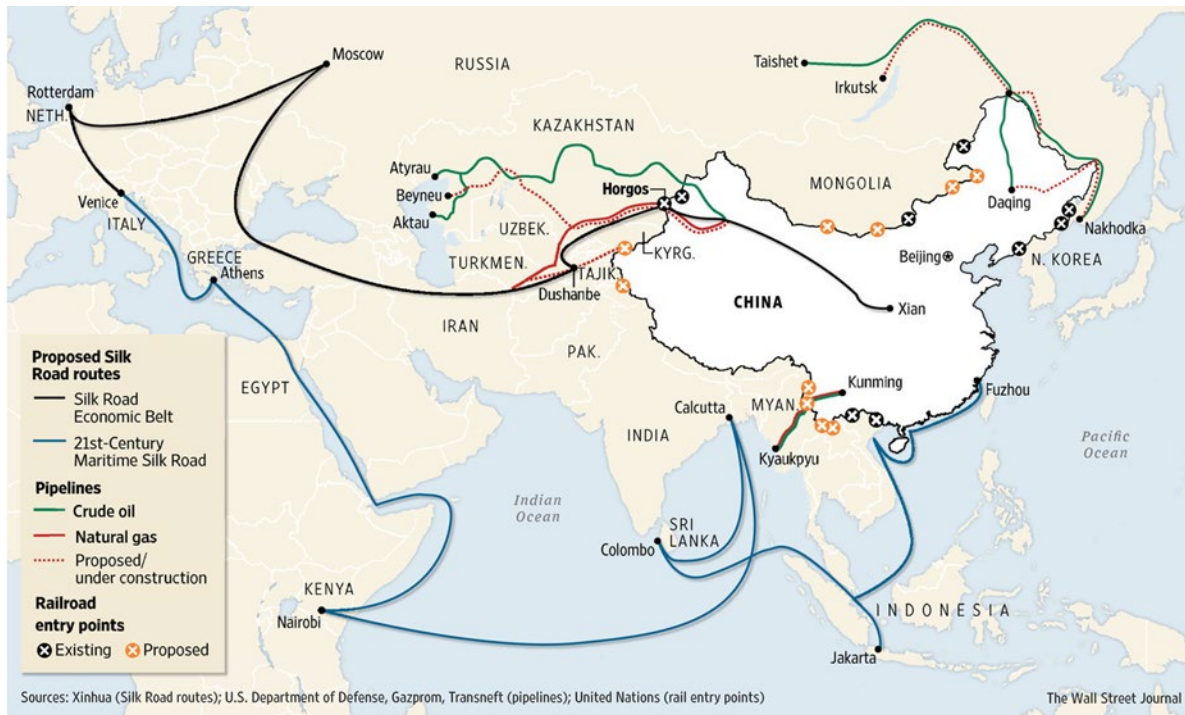 Moscow
RUSSIA
Taishet
Irkutsk
Rotterdam
NETH.
KAZAKHSTAN
Atyrau
Beyneu
Aktau
Horgos
MONGOLIA
Daqing
Nakhodka
Venice
ITALY
UZBEK.
KYRG.
GREECE
Athens
TURKMEN.
TAJIK.
Dushanbe
Beijing
N. KOREA
CHINA
Xian
IRAN
PAK.
EGYPT
Kunming
Fuzhou
MYAN.
Calcutta
INDIA
Kyaukpyu
Pacific
Ocean
Indian
Ocean
SRI
LANKA
Colombo
KENYA
Nairobi
INDONESIA
Jakarta
Proposed Silk
Road routes
Silk Road
Economic Belt
21st-Century
Maritime Silk Road
Pipelines
Crude oil
Natural gas
Proposed/
under construction
Railroad
entry points
Existing Proposed
Sources: Xinhua (Silk Road routes); U.S. Department of Defense, Gazprom, Transneft (pipelines); United Nations (rail entry points)
The Wall Street Journal